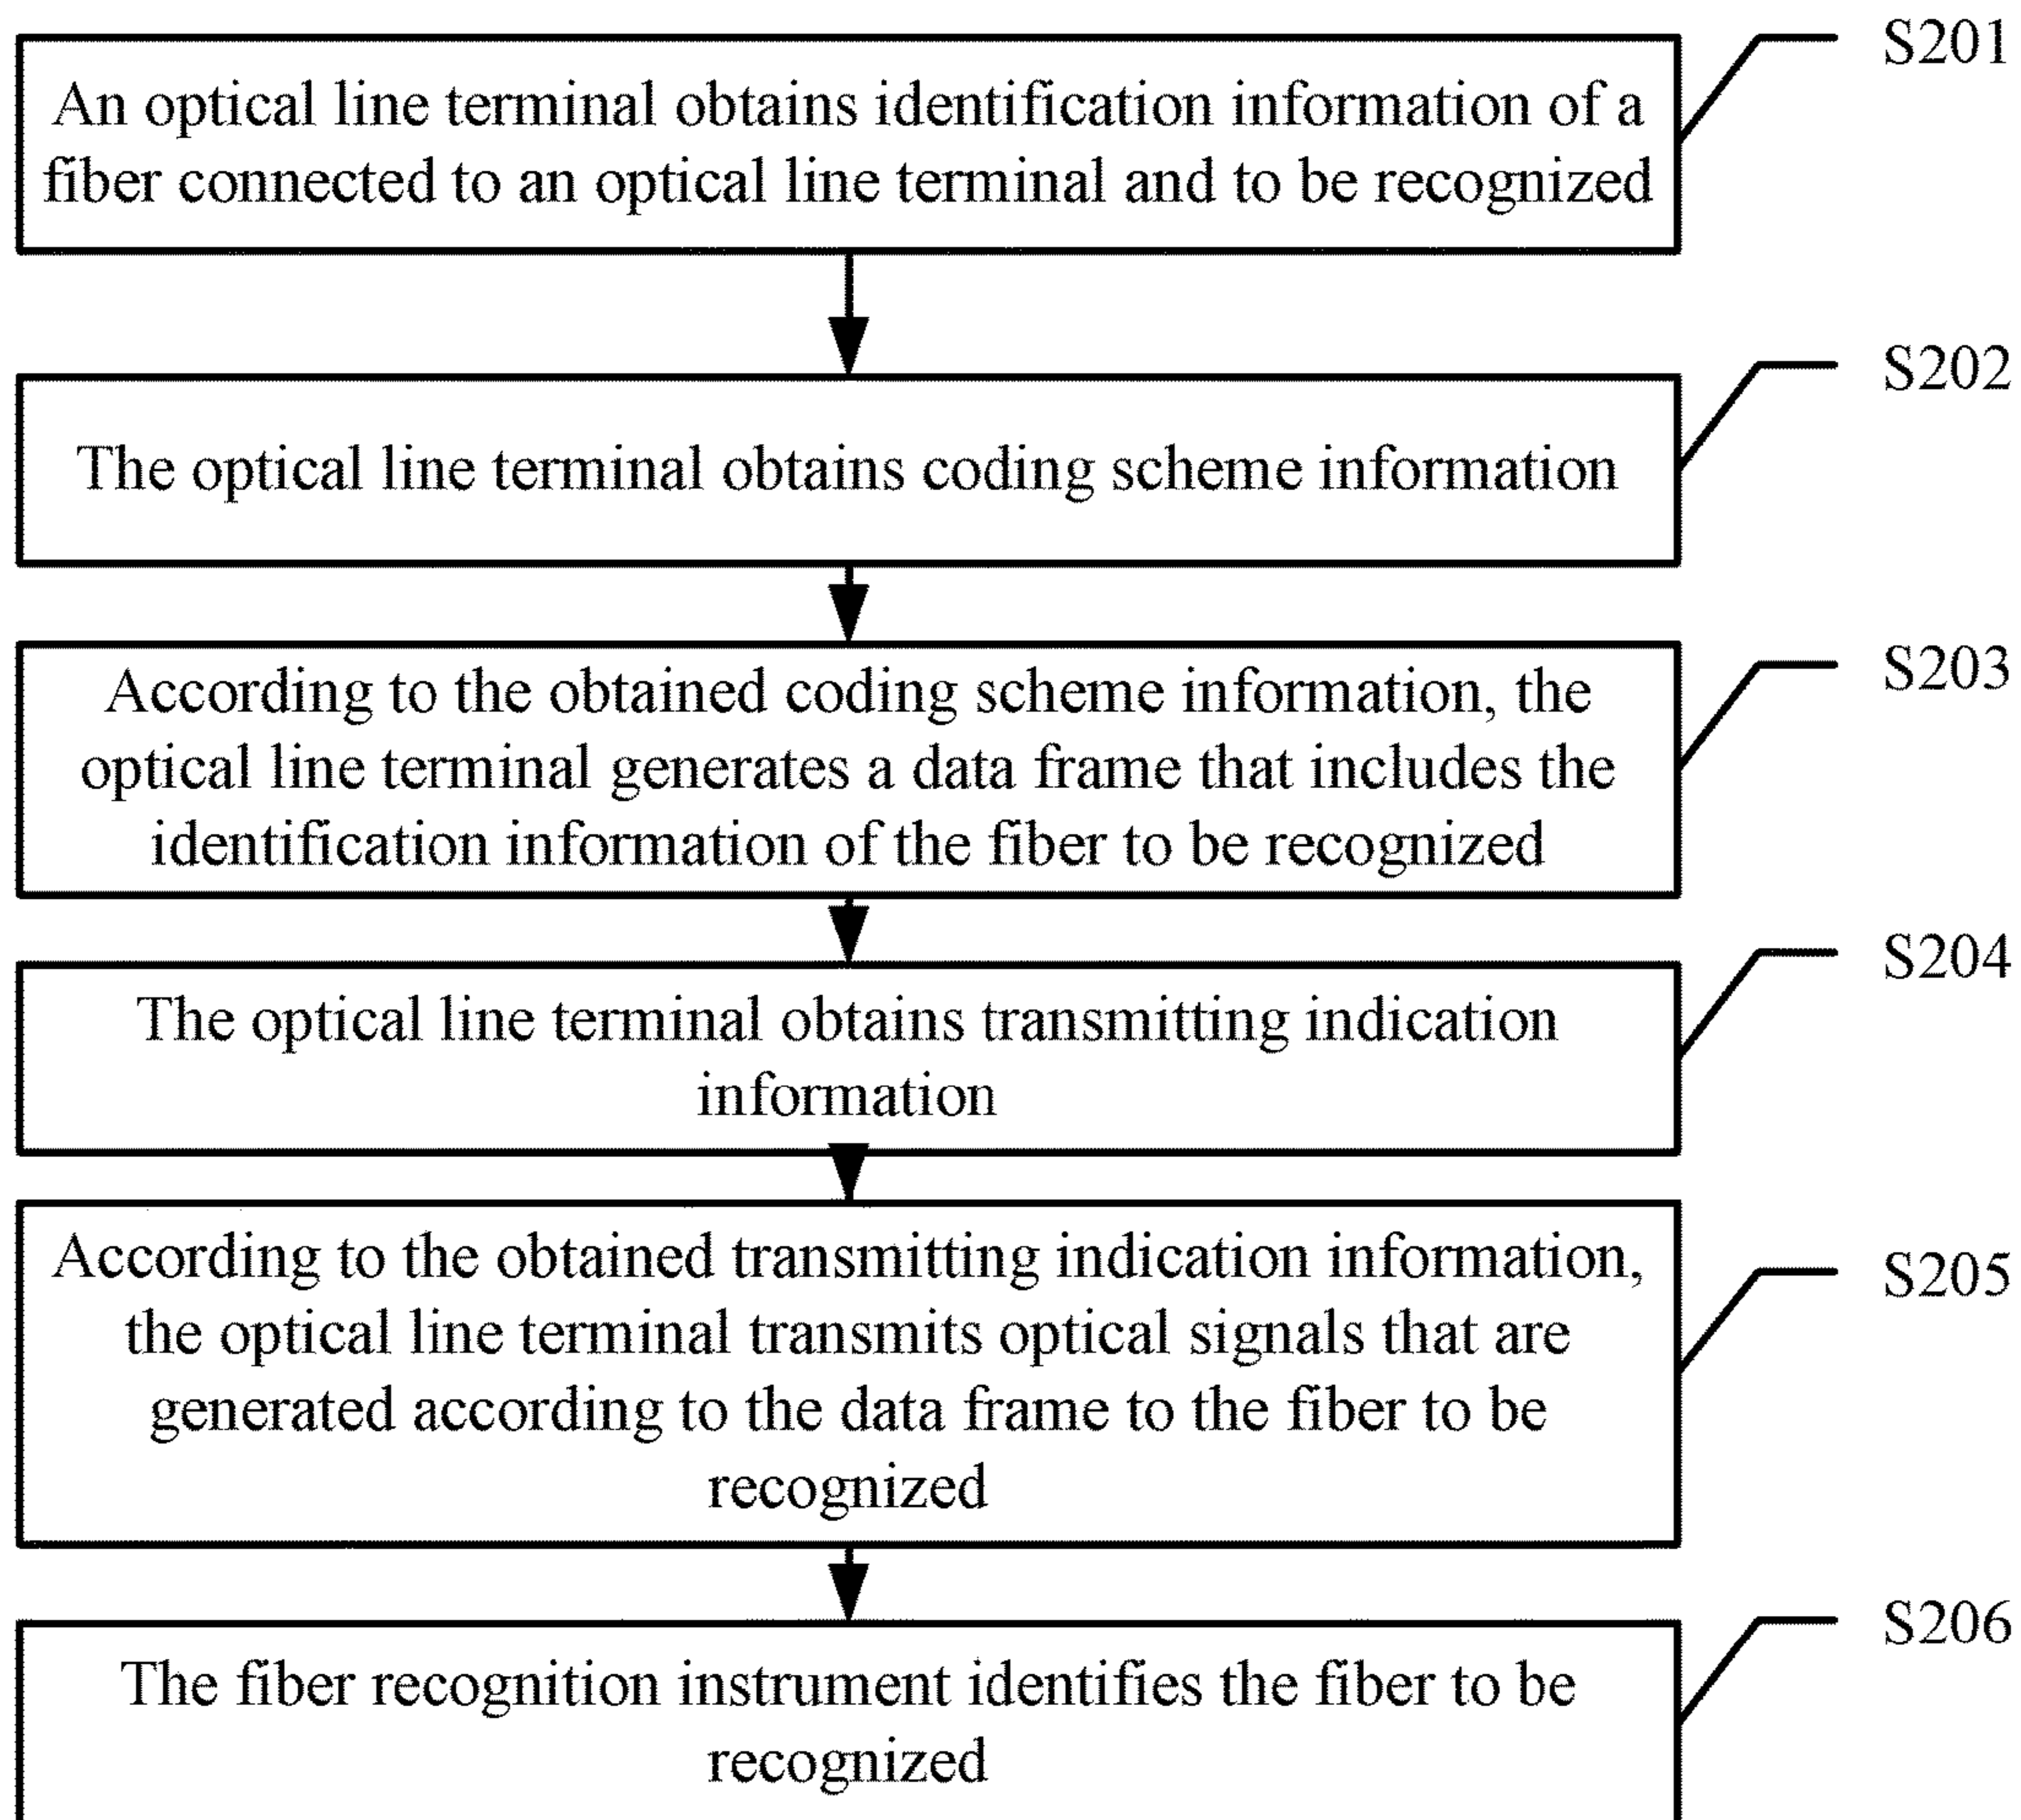 S201
An optical line terminal obtains identification information of a
fiber connected to an optical line terminal and to be recognized
S202
The optical line terminal obtains coding scheme information
S203
According to the obtained coding scheme information, the
optical line terminal generates a data frame that includes the
identification information of the fiber to be recognized
S204
The optical line terminal obtains transmitting indication
information
S205
According to the obtained transmitting indication information,
the optical line terminal transmits optical signals that are
generated according to the data frame to the fiber to be
recognized
S206
The fiber recognition instrument identifies the fiber to be
recognized